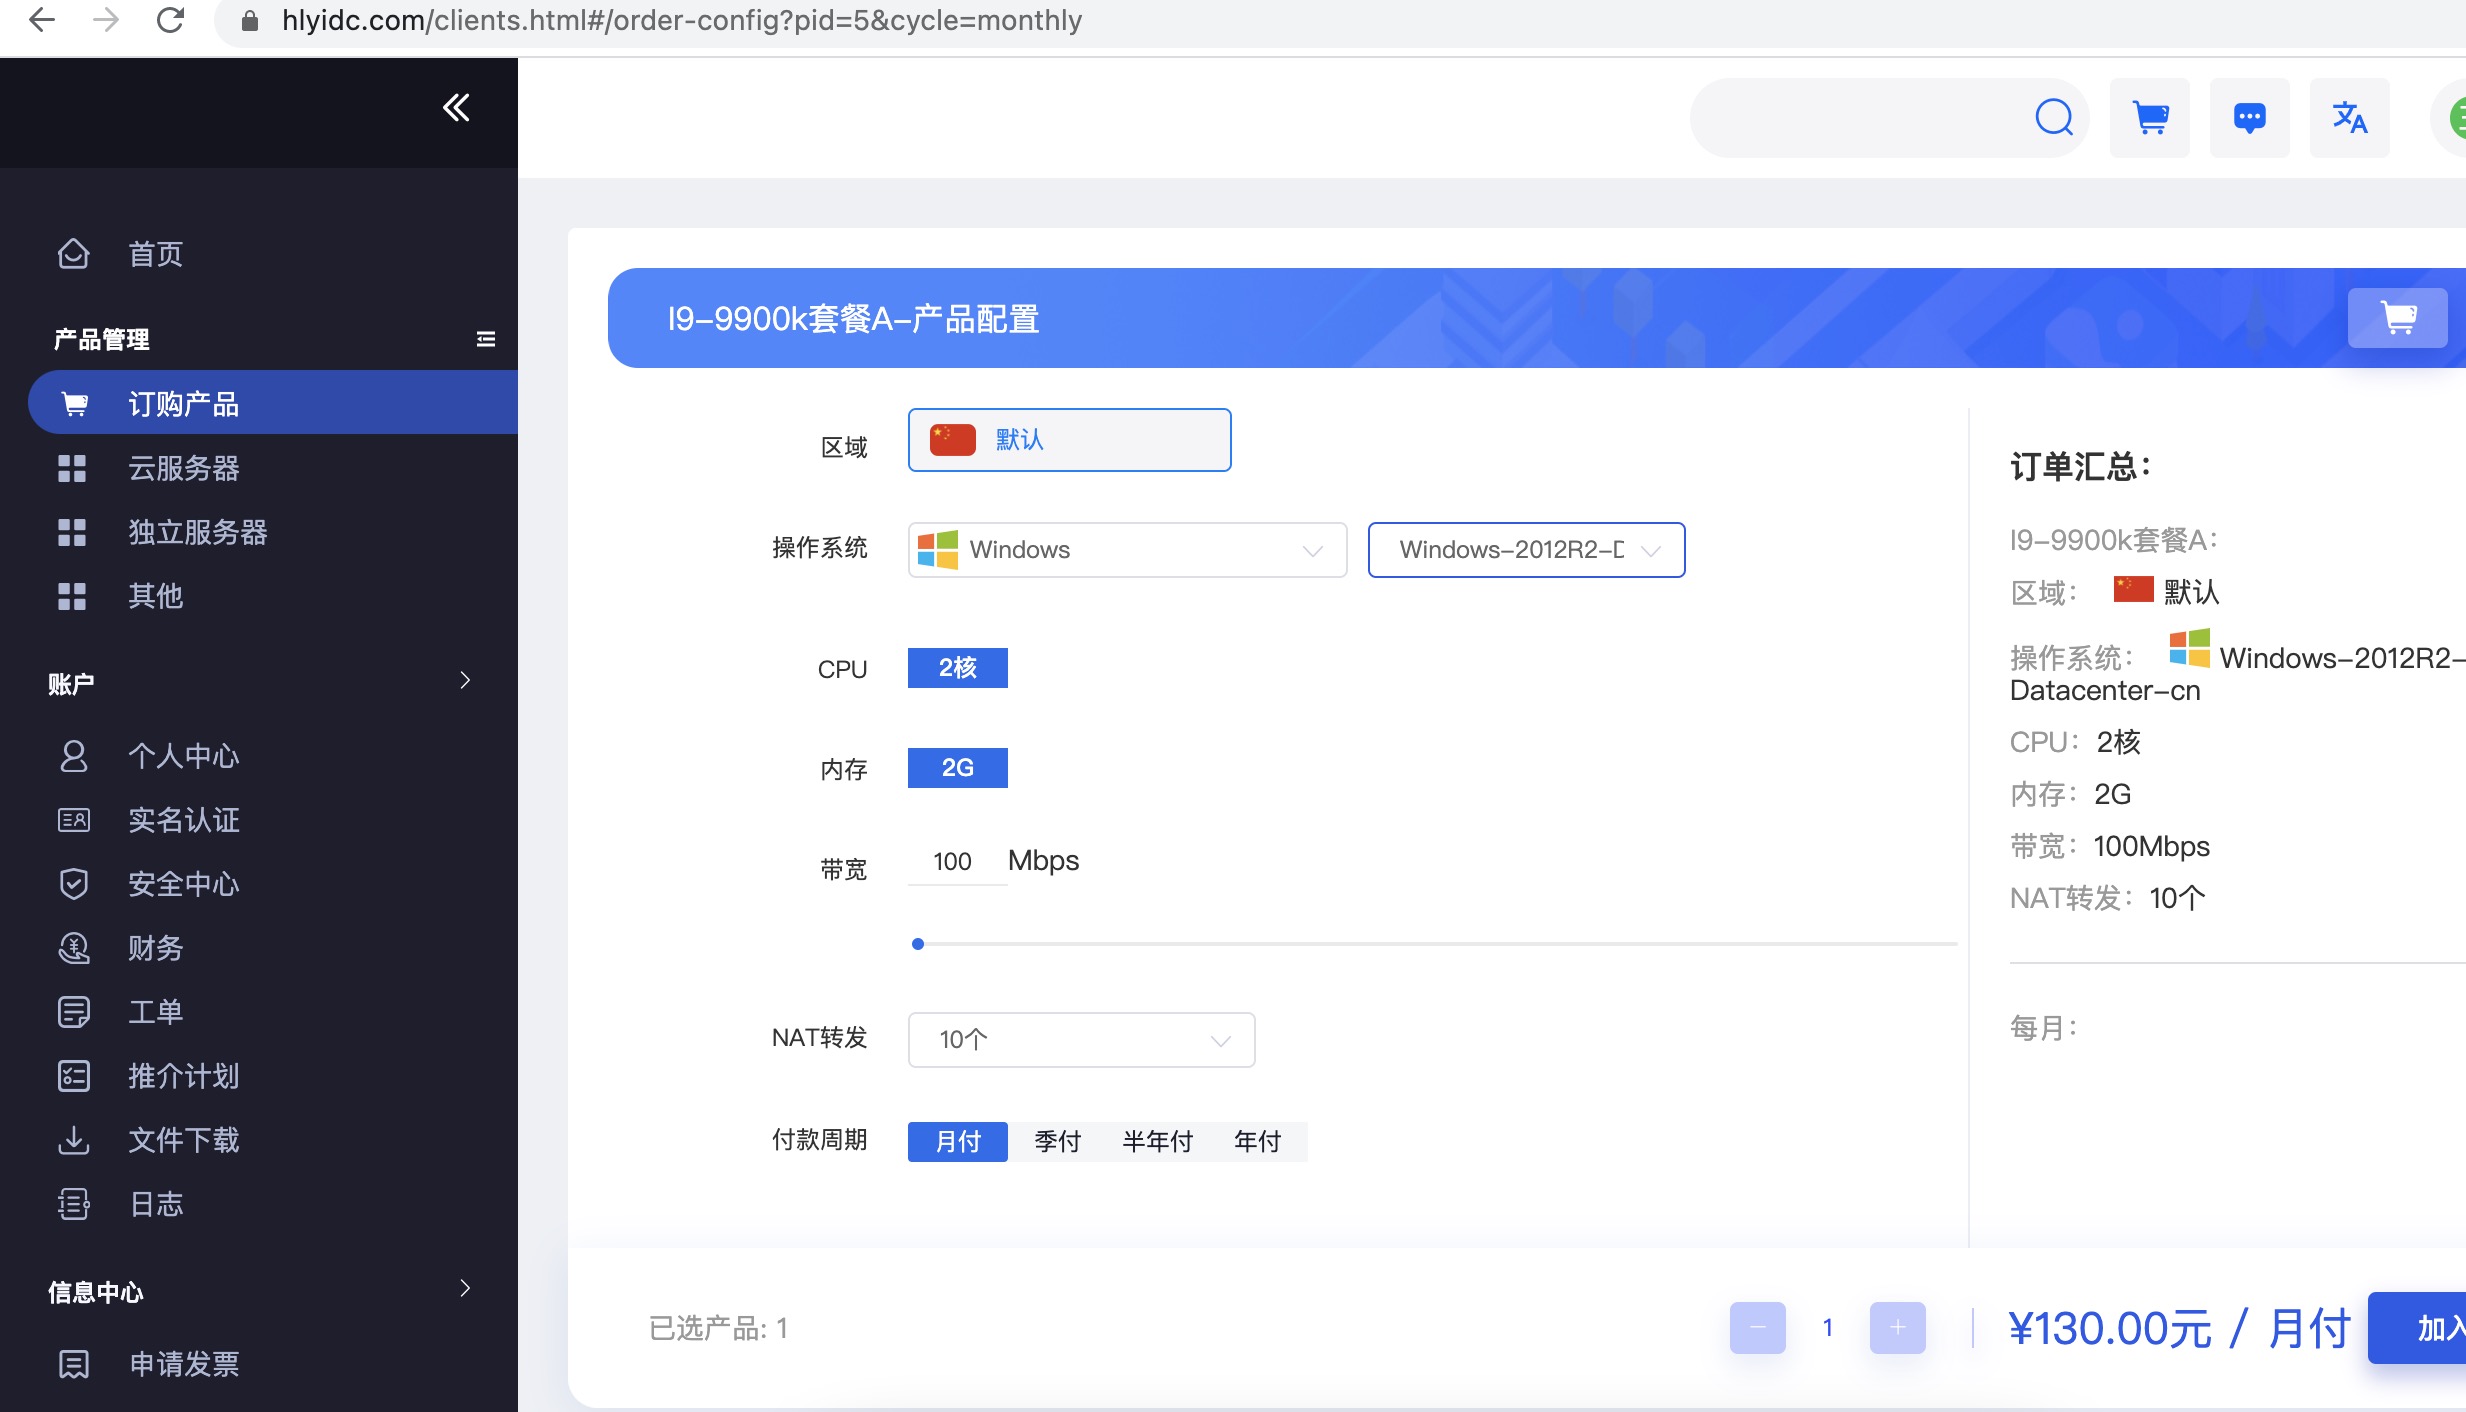 hlyidc.com/clients.html#/order-config?pid=5&cycle=monthly
首页
产品管理
订购产品
云服务器
独立服务器
其他
账户
个人中心
实名认证
安全中心
财务
工单
推介计划
文件下载
日志
信息中心
申请发票
I9-9900k套餐A-产品配置
区域 默认
操作系统 Windows Windows-2012R2-D
CPU 2核
内存 2G
带宽 100 Mbps
NAT转发 10个
付款周期 月付 季付 半年付 年付
订单汇总：
I9-9900k套餐A：
区域： 默认
操作系统： Windows-2012R2-
Datacenter-cn
CPU： 2核
内存： 2G
带宽： 100Mbps
NAT转发： 10个
每月：
已选产品: 1
− 1 +
¥130.00元 / 月付
加入